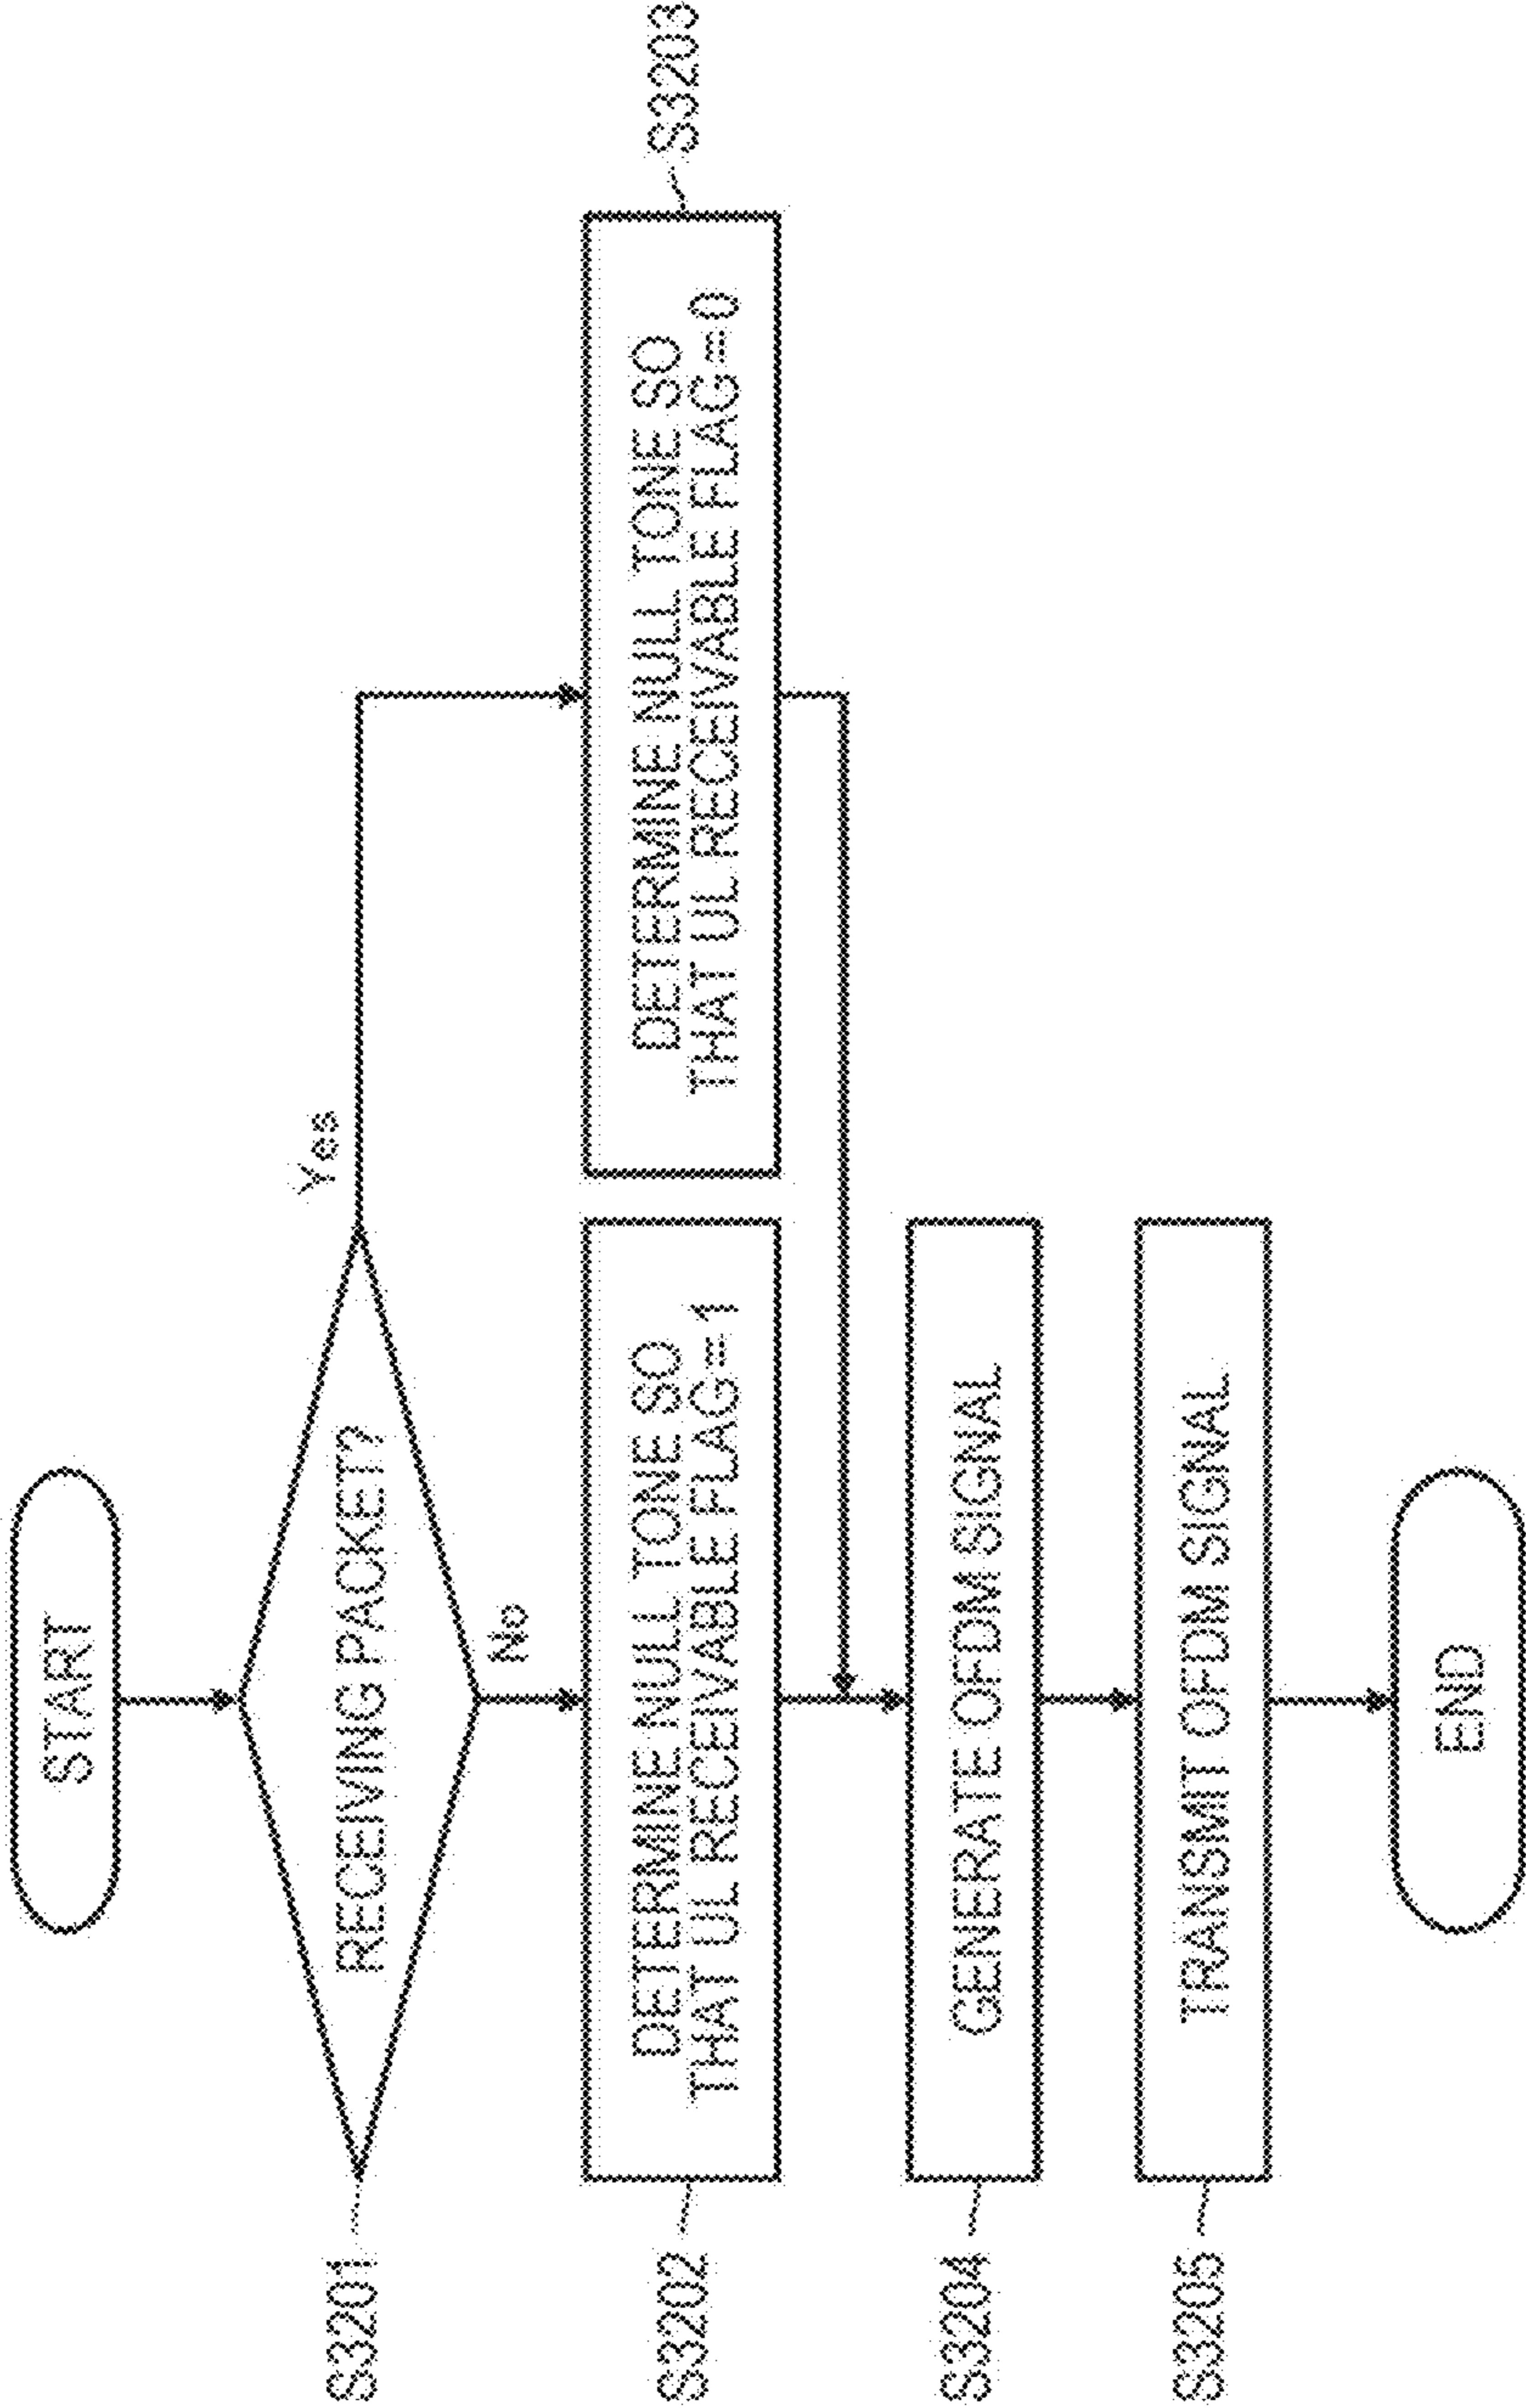 START
S3201
RECEIVING PACKET?
Yes
No
S3202
DETERMINE NULL TONE SO
THAT UL RECEIVABLE FLAG=1
DETERMINE NULL TONE SO
THAT UL RECEIVABLE FLAG=0
S3203
S3204
GENERATE OFDM SIGNAL
S3205
TRANSMIT OFDM SIGNAL
END